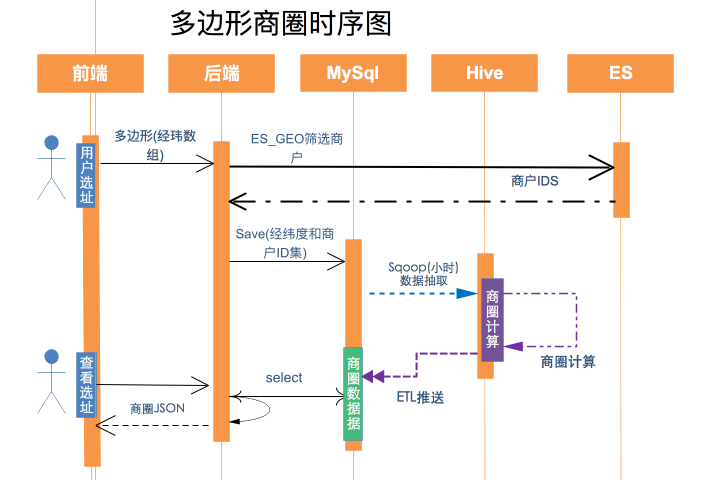 多边形商圈时序图
前端
后端
MySql
Hive
ES
多边形(经玮数
组)
ES_GEO筛选商
户
用户选址
商户IDS
Save(经纬度和商
户ID集)
Sqoop(小时)
数据抽取
商圈计算
商圈计算
查看选址
select
商圈数据据
ETL推送
商圈JSON